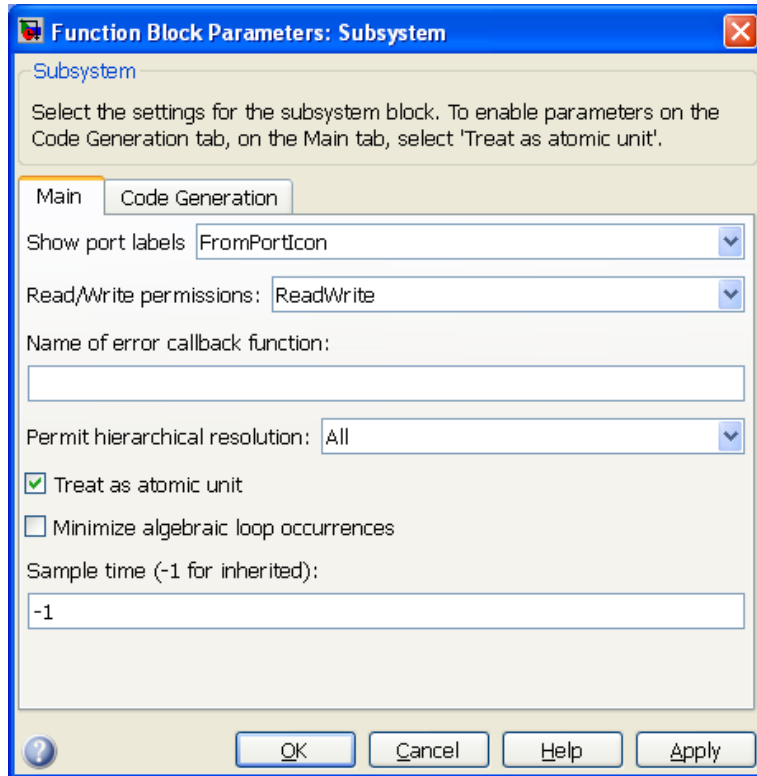 Function Block Parameters: Subsystem
Subsystem
Select the settings for the subsystem block. To enable parameters on the
Code Generation tab, on the Main tab, select 'Treat as atomic unit'.
Main Code Generation
Show port labels FromPortIcon
Read/Write permissions: ReadWrite
Name of error callback function:
Permit hierarchical resolution: All
Treat as atomic unit
Minimize algebraic loop occurrences
Sample time (-1 for inherited):
-1
? OK Cancel Help Apply